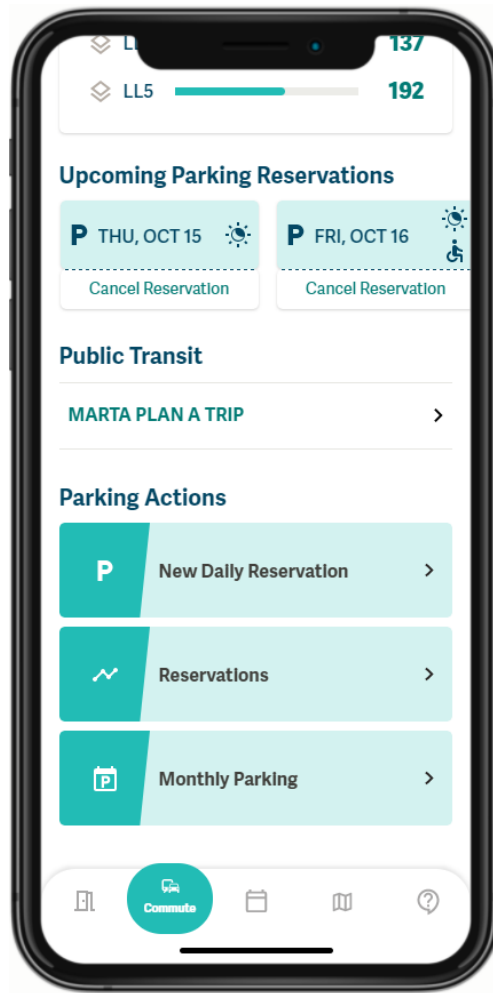 137
LL5 192
Upcoming Parking Reservations
P THU, OCT 15
P FRI, OCT 16
Cancel Reservation
Cancel Reservation
Public Transit
MARTA PLAN A TRIP
Parking Actions
P New Daily Reservation
Reservations
P Monthly Parking
Commute
?